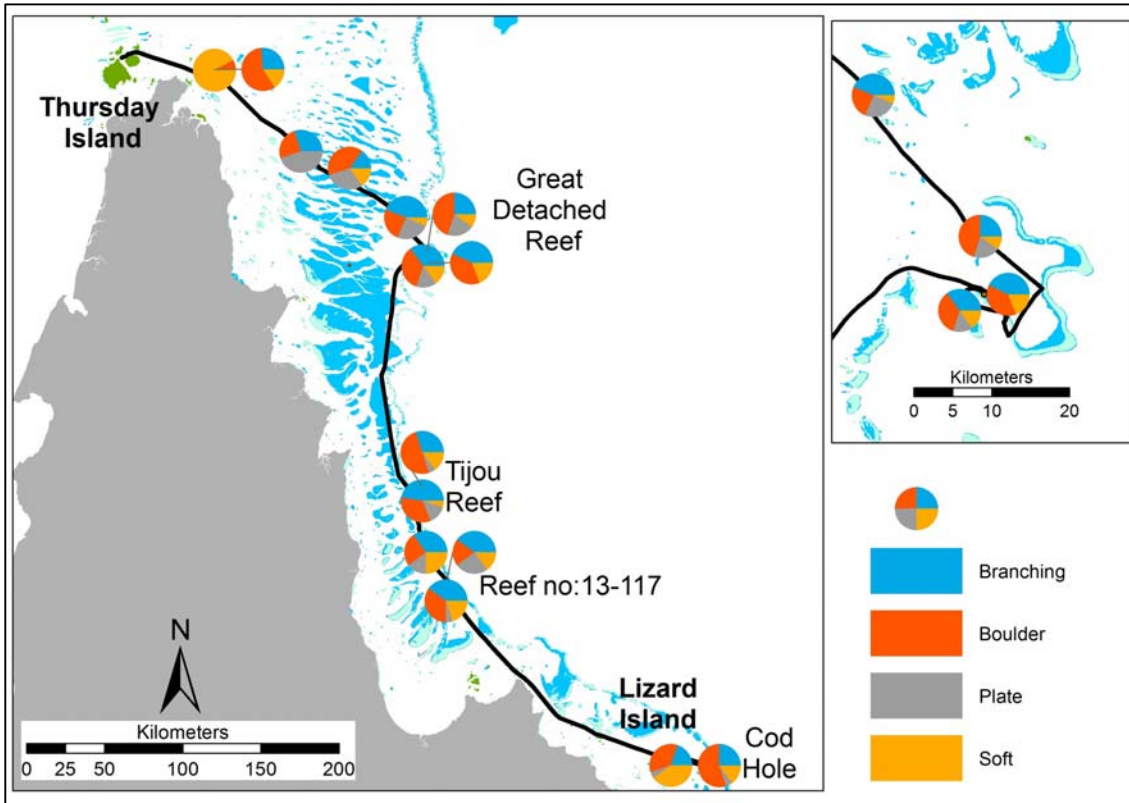 Thursday
Island
Great
Detached
Reef
Tijou
Reef
Reef no:13-117
Lizard
Island
Cod
Hole
N
Kilometers
0 25 50 100 150 200
Kilometers
0 5 10 20
Branching
Boulder
Plate
Soft